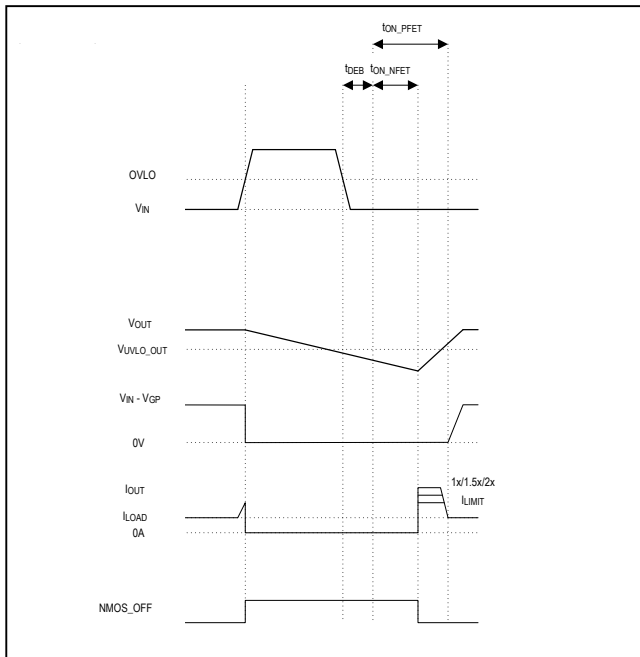 tON_PFET
tDEB tON_NFET
OVLO
VIN
VOUT
VUVLO_OUT
VIN - VGP
0V
IOUT
1x/1.5x/2x
ILIMIT
ILOAD
0A
NMOS_OFF